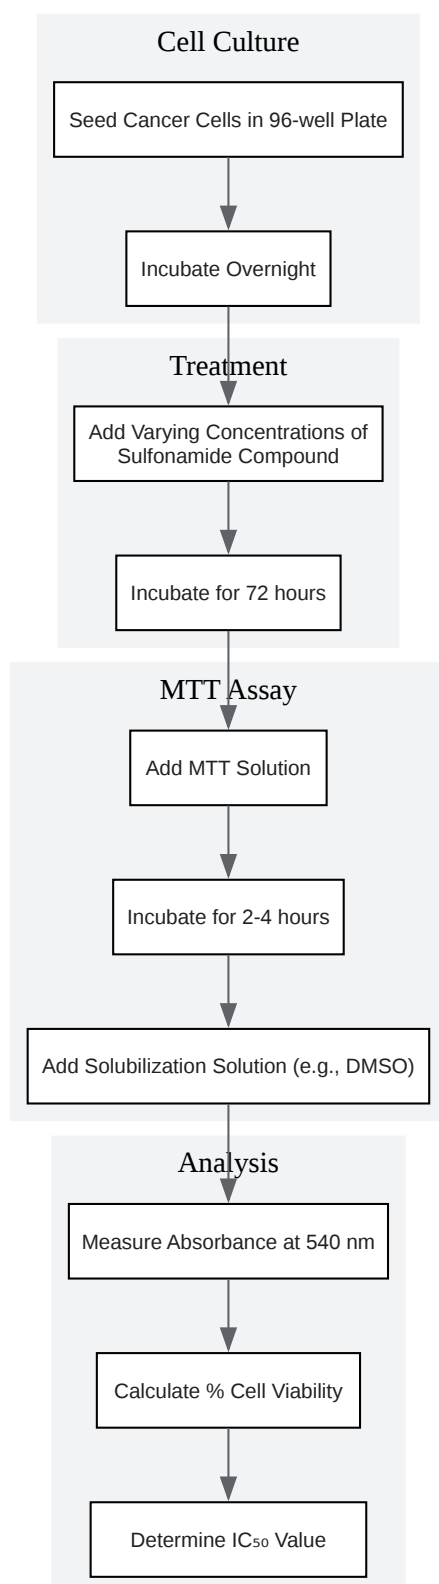 Cell Culture
Seed Cancer Cells in 96-well Plate
Incubate Overnight
Treatment
Add Varying Concentrations of
Sulfonamide Compound
Incubate for 72 hours
MTT Assay
Add MTT Solution
Incubate for 2-4 hours
Add Solubilization Solution (e.g., DMSO)
Analysis
Measure Absorbance at 540 nm
Calculate % Cell Viability
Determine IC₅₀ Value